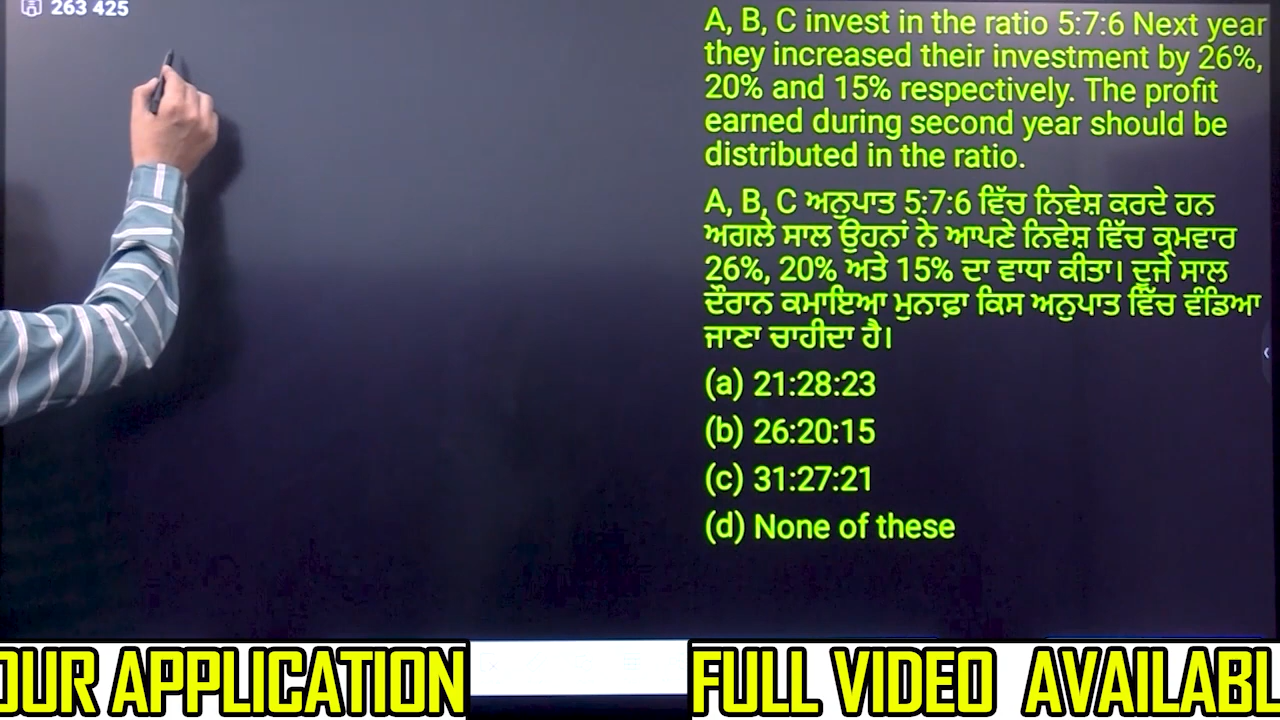 263 425
A, B, C invest in the ratio 5:7:6 Next year
they increased their investment by 26%,
20% and 15% respectively. The profit
earned during second year should be
distributed in the ratio.
A, B, C ਅਨੁਪਾਤ 5:7:6 ਵਿੱਚ ਨਿਵੇਸ਼ ਕਰਦੇ ਹਨ
ਅਗਲੇ ਸਾਲ ਉਹਨਾਂ ਨੇ ਆਪਣੇ ਨਿਵੇਸ਼ ਵਿੱਚ ਕ੍ਰਮਵਾਰ
26%, 20% ਅਤੇ 15% ਦਾ ਵਾਧਾ ਕੀਤਾ। ਦੂਜੇ ਸਾਲ
ਦੌਰਾਨ ਕਮਾਇਆ ਮੁਨਾਫ਼ਾ ਕਿਸ ਅਨੁਪਾਤ ਵਿੱਚ ਵੰਡਿਆ
ਜਾਣਾ ਚਾਹੀਦਾ ਹੈ।
(a) 21:28:23
(b) 26:20:15
(c) 31:27:21
(d) None of these
OUR APPLICATION
FULL VIDEO AVAILABL